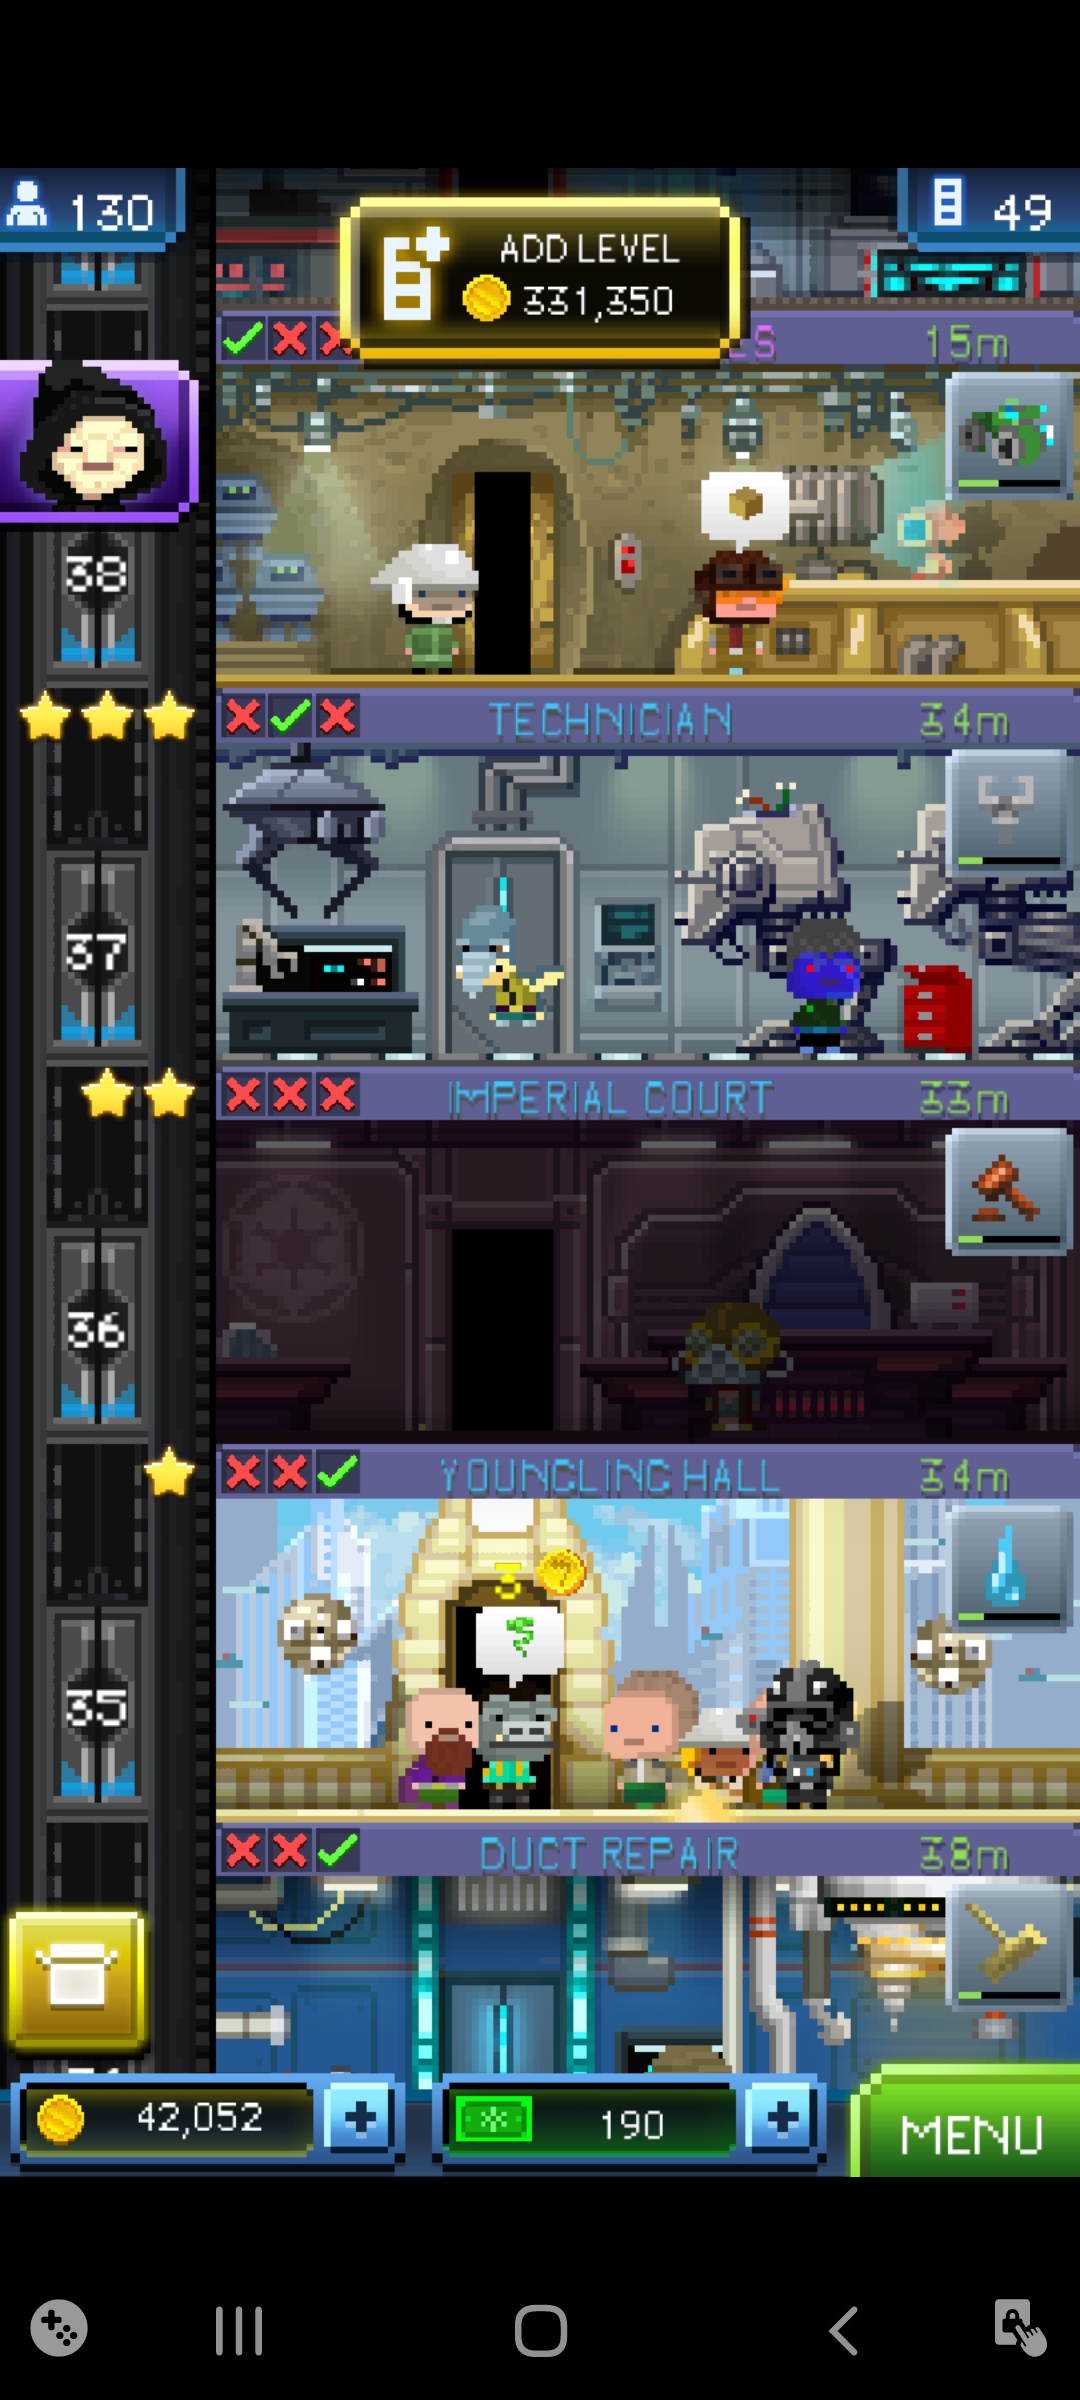 130
49
ADD LEVEL
331,350
15m
38
TECHNICIAN
34m
37
IMPERIAL COURT
33m
36
YOUNGLING HALL
34m
35
DUCT REPAIR
38m
42,052
190
MENU